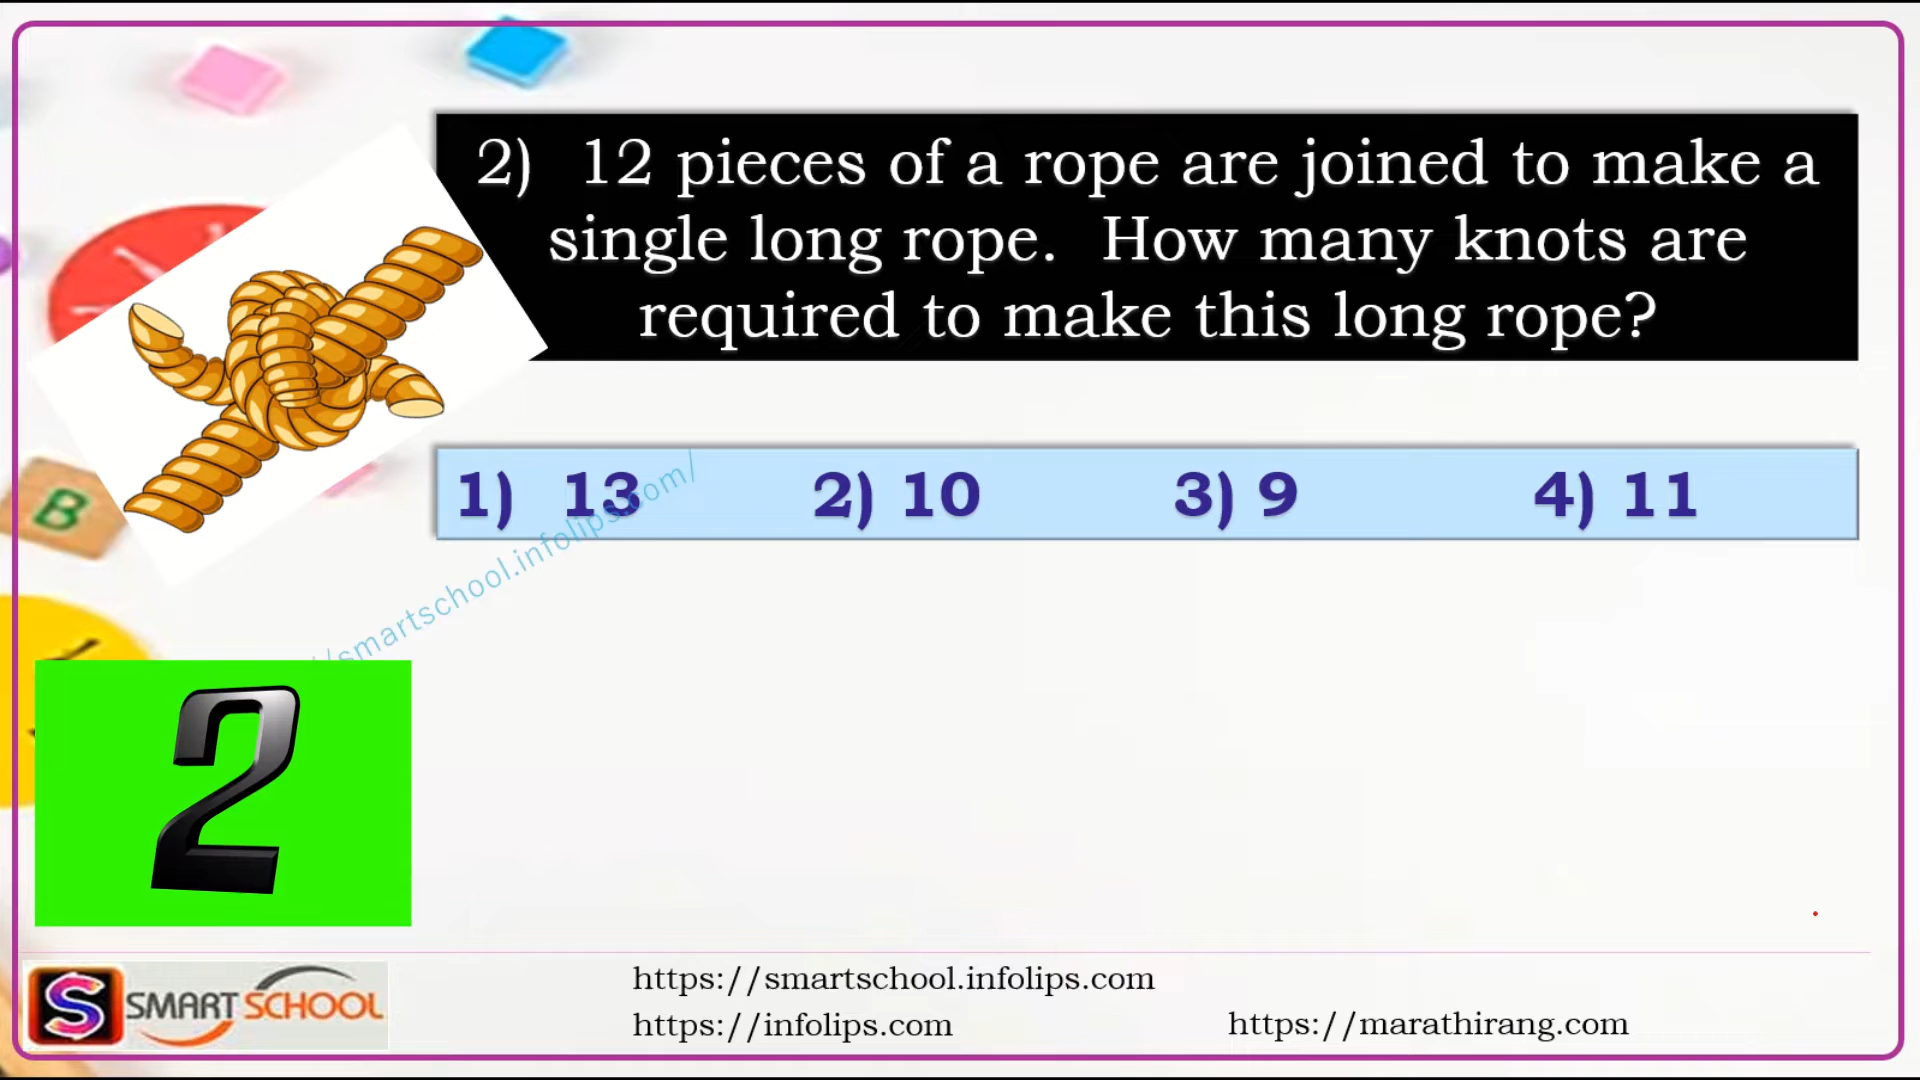 2) 12 pieces of a rope are joined to make a
single long rope. How many knots are
required to make this long rope?
1) 13 2) 10 3) 9 4) 11
/smartschool.infolips.com/
B
2
S SMART SCHOOL
https://smartschool.infolips.com
https://infolips.com
https://marathirang.com